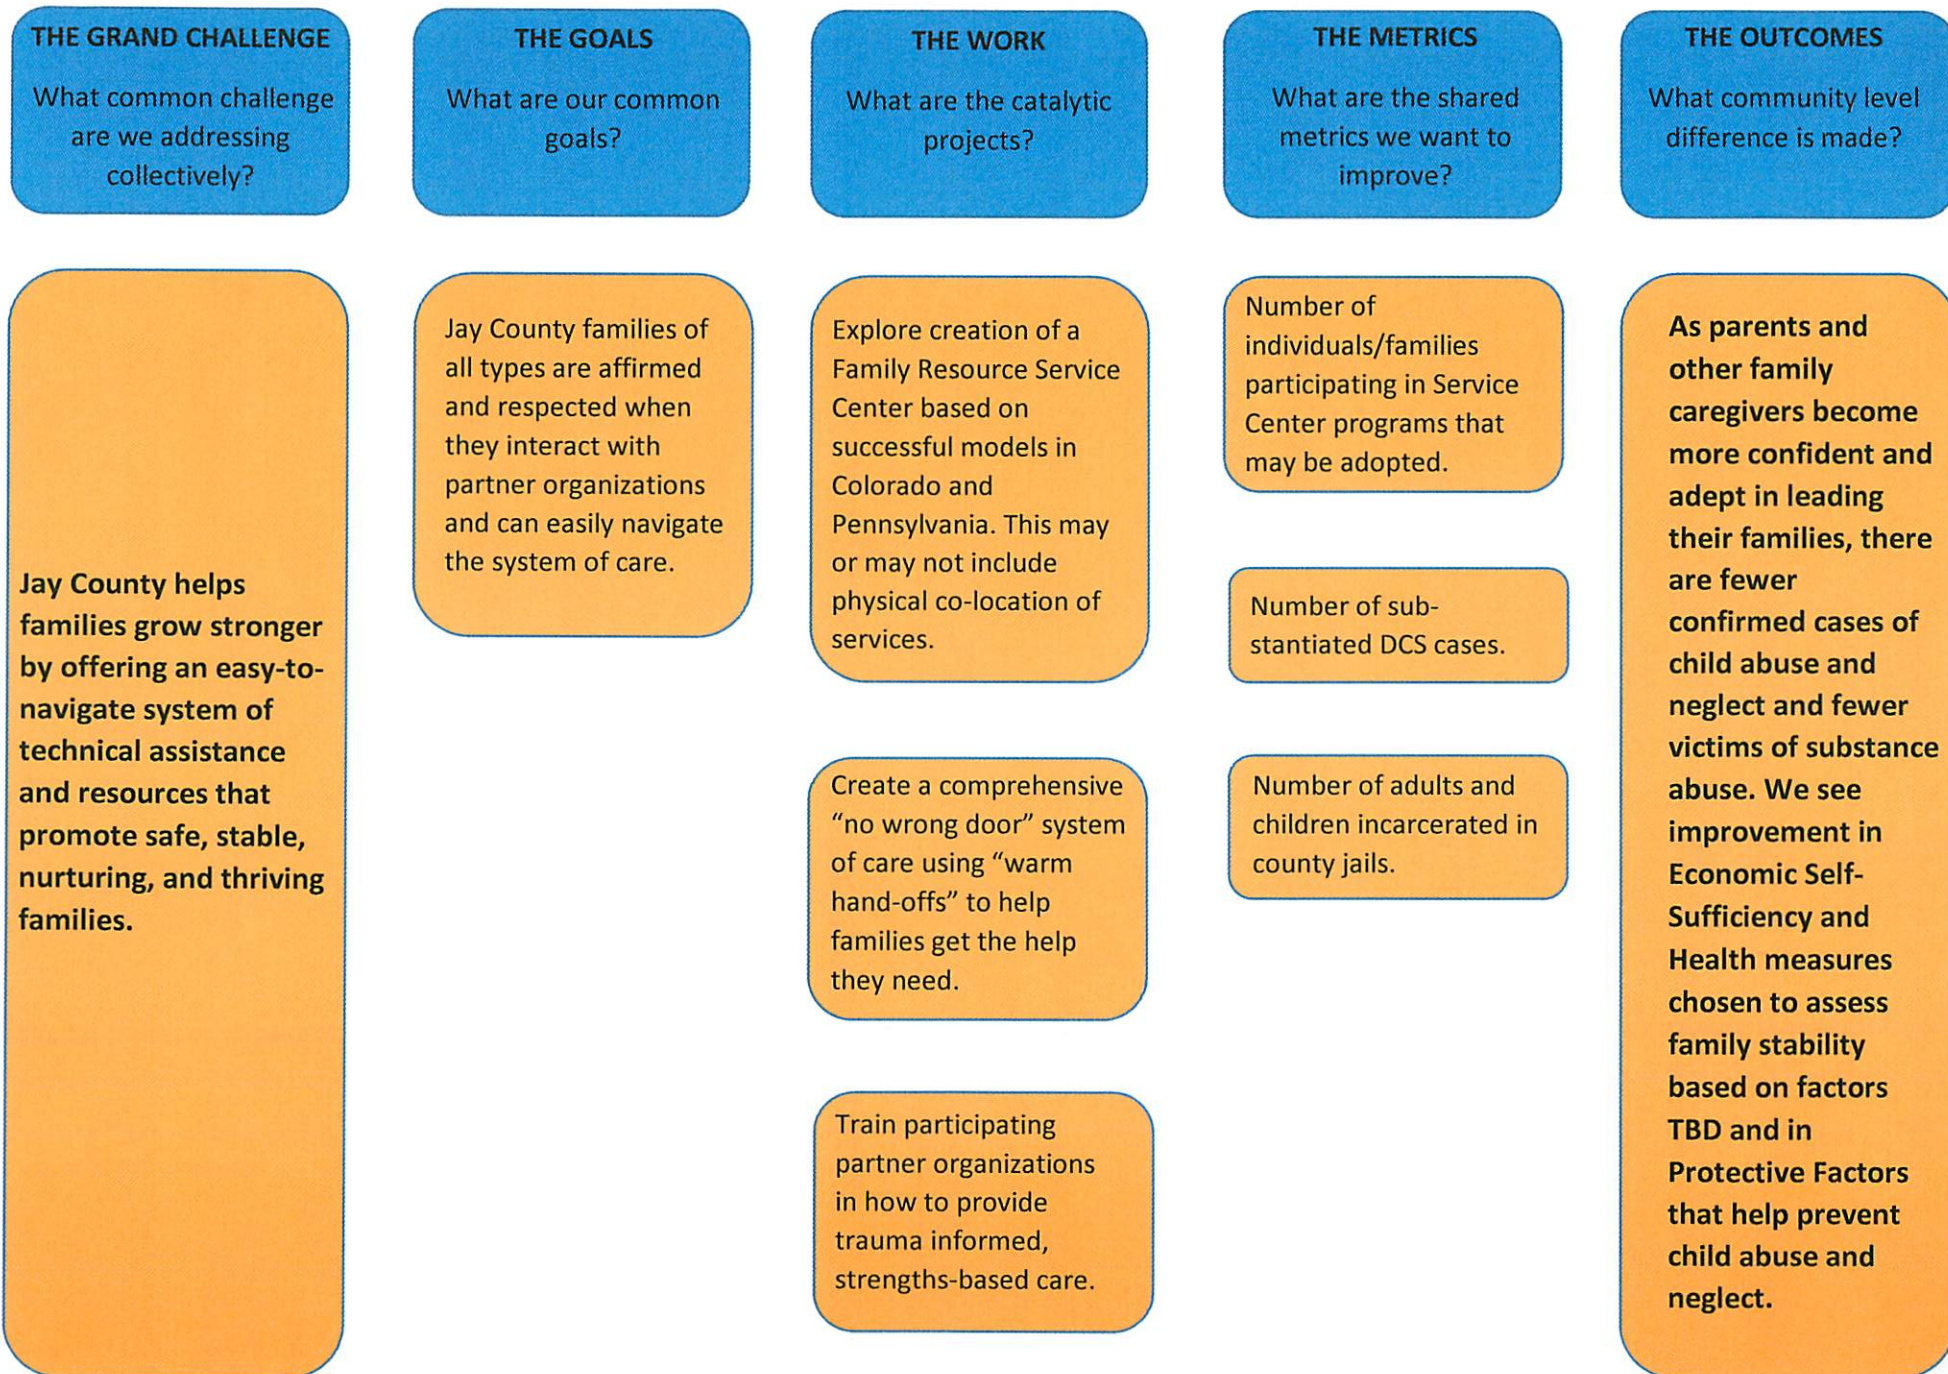 THE GRAND CHALLENGE
What common challenge
are we addressing
collectively?
THE GOALS
What are our common
goals?
THE WORK
What are the catalytic
projects?
THE METRICS
What are the shared
metrics we want to
improve?
THE OUTCOMES
What community level
difference is made?
Jay County helps
families grow stronger
by offering an easy-to-
navigate system of
technical assistance
and resources that
promote safe, stable,
nurturing, and thriving
families.
Jay County families of
all types are affirmed
and respected when
they interact with
partner organizations
and can easily navigate
the system of care.
Explore creation of a
Family Resource Service
Center based on
successful models in
Colorado and
Pennsylvania. This may
or may not include
physical co-location of
services.
Create a comprehensive
“no wrong door” system
of care using “warm
hand-offs” to help
families get the help
they need.
Train participating
partner organizations
in how to provide
trauma informed,
strengths-based care.
Number of
individuals/families
participating in Service
Center programs that
may be adopted.
Number of sub-
stantiated DCS cases.
Number of adults and
children incarcerated in
county jails.
As parents and
other family
caregivers become
more confident and
adept in leading
their families, there
are fewer
confirmed cases of
child abuse and
neglect and fewer
victims of substance
abuse. We see
improvement in
Economic Self-
Sufficiency and
Health measures
chosen to assess
family stability
based on factors
TBD and in
Protective Factors
that help prevent
child abuse and
neglect.